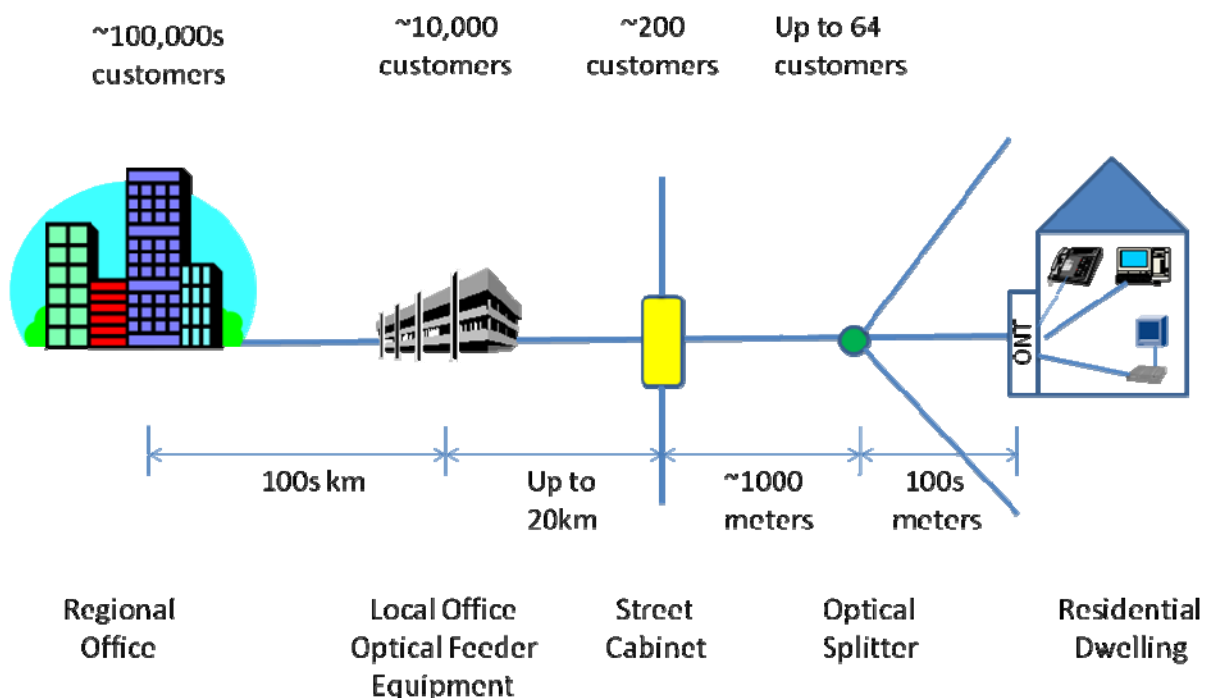 ~100,000s
customers
~10,000
customers
~200
customers
Up to 64
customers
ONT
100s km
Up to
20km
~1000
meters
100s
meters
Regional
Office
Local Office
Optical Feeder
Equipment
Street
Cabinet
Optical
Splitter
Residential
Dwelling